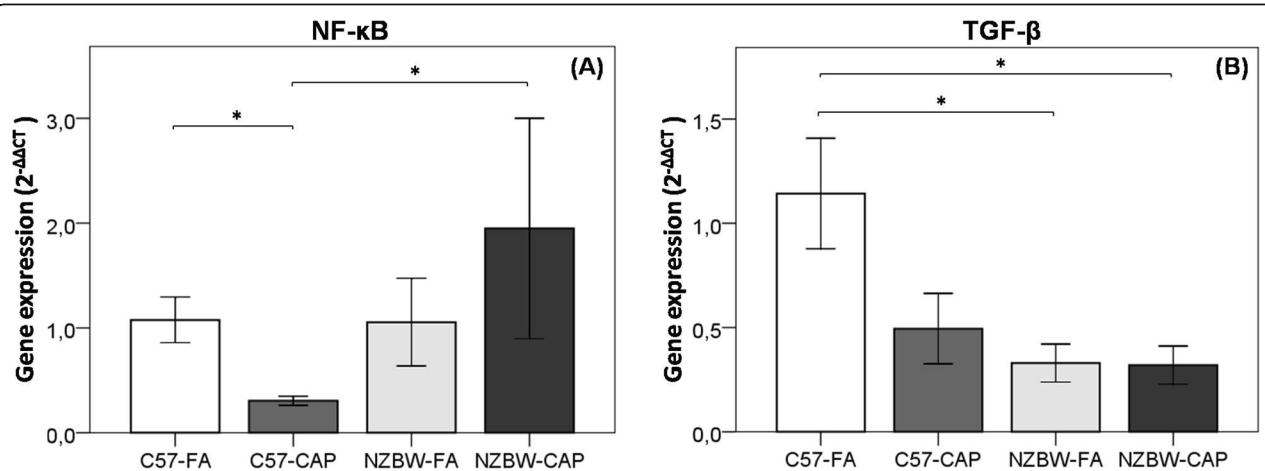 NF-κB
(A)
*
*
Gene expression (2-ΔΔCT )
3,0
2,0
1,0
0,0
C57-FA C57-CAP NZBW-FA NZBW-CAP
TGF-β
(B)
*
*
Gene expression (2-ΔΔCT )
1,5
1,0
0,5
0,0
C57-FA C57-CAP NZBW-FA NZBW-CAP